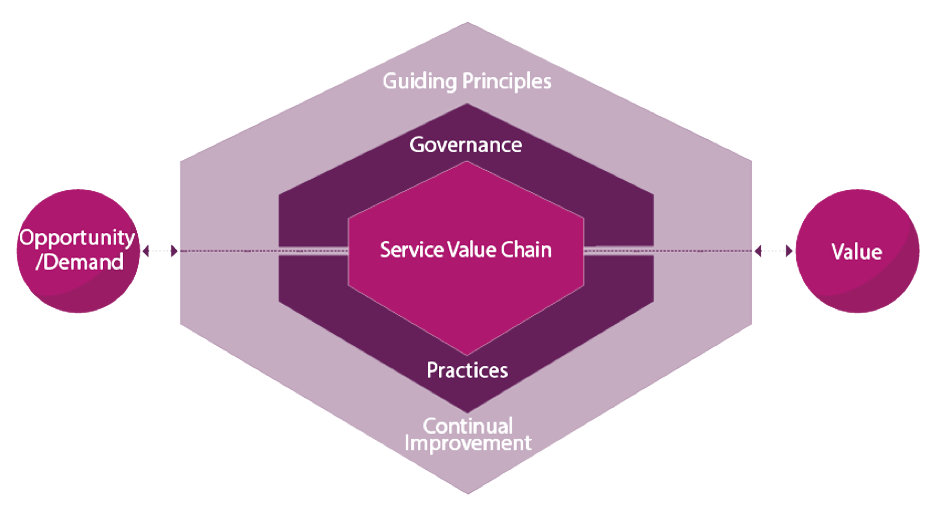 Guiding Principles
Governance
Opportunity
/Demand
Service Value Chain
Value
Practices
Continual
Improvement